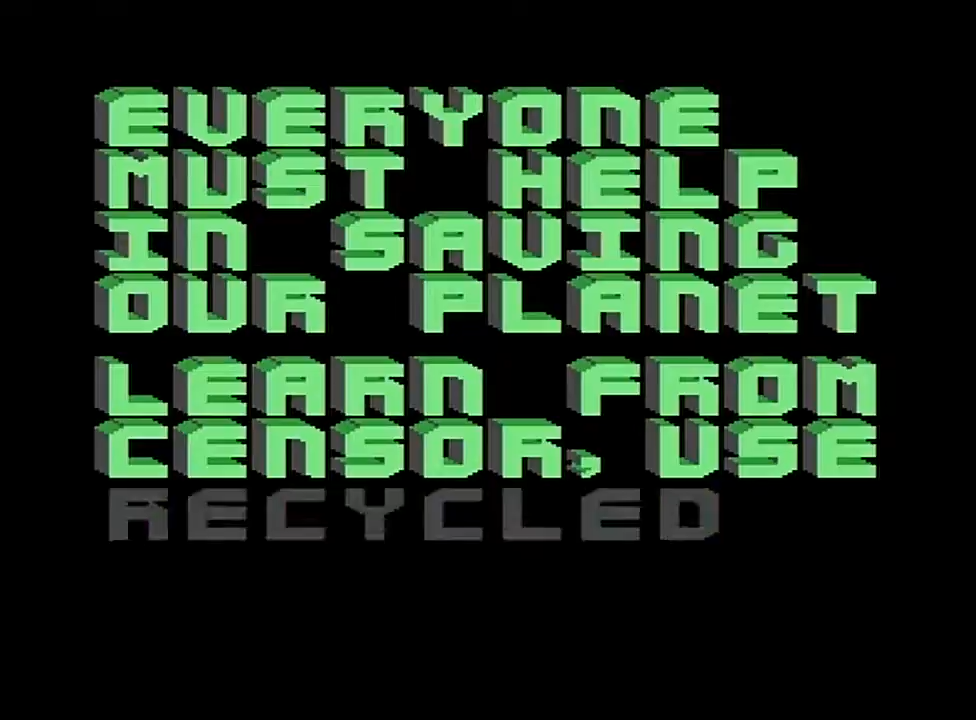 EVERYONE
MUST HELP
IN SAVING
OUR PLANET
LEARN FROM
CENSOR, USE
RECYCLED